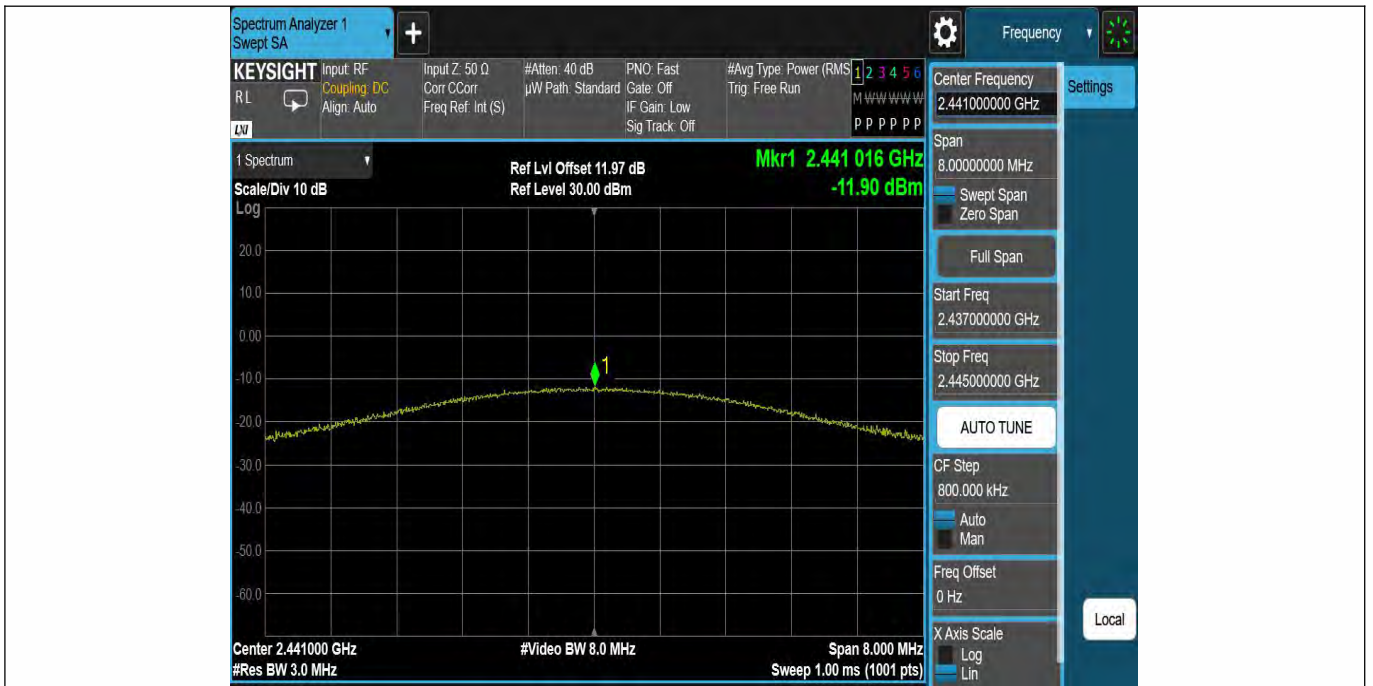 Spectrum Analyzer 1
Swept SA
+
Frequency
KEYSIGHT
RL
LXI
Input: RF
Coupling: DC
Align: Auto
Input Z: 50 Ω
Corr CCorr
Freq Ref: Int (S)
#Atten: 40 dB
µW Path: Standard
PNO: Fast
Gate: Off
IF Gain: Low
Sig Track: Off
#Avg Type: Power (RMS
Trig: Free Run
1 2 3 4 5 6
M W W W W W
P P P P P P
1 Spectrum
Scale/Div 10 dB
Log
Ref Lvl Offset 11.97 dB
Ref Level 30.00 dBm
Mkr1 2.441 016 GHz
-11.90 dBm
20.0
10.0
0.00
-10.0
-20.0
-30.0
-40.0
-50.0
-60.0
1
Center 2.441000 GHz
#Res BW 3.0 MHz
#Video BW 8.0 MHz
Span 8.000 MHz
Sweep 1.00 ms (1001 pts)
Center Frequency
2.441000000 GHz
Span
8.00000000 MHz
Swept Span
Zero Span
Full Span
Start Freq
2.437000000 GHz
Stop Freq
2.445000000 GHz
AUTO TUNE
CF Step
800.000 kHz
Auto
Man
Freq Offset
0 Hz
X Axis Scale
Log
Lin
Settings
Local